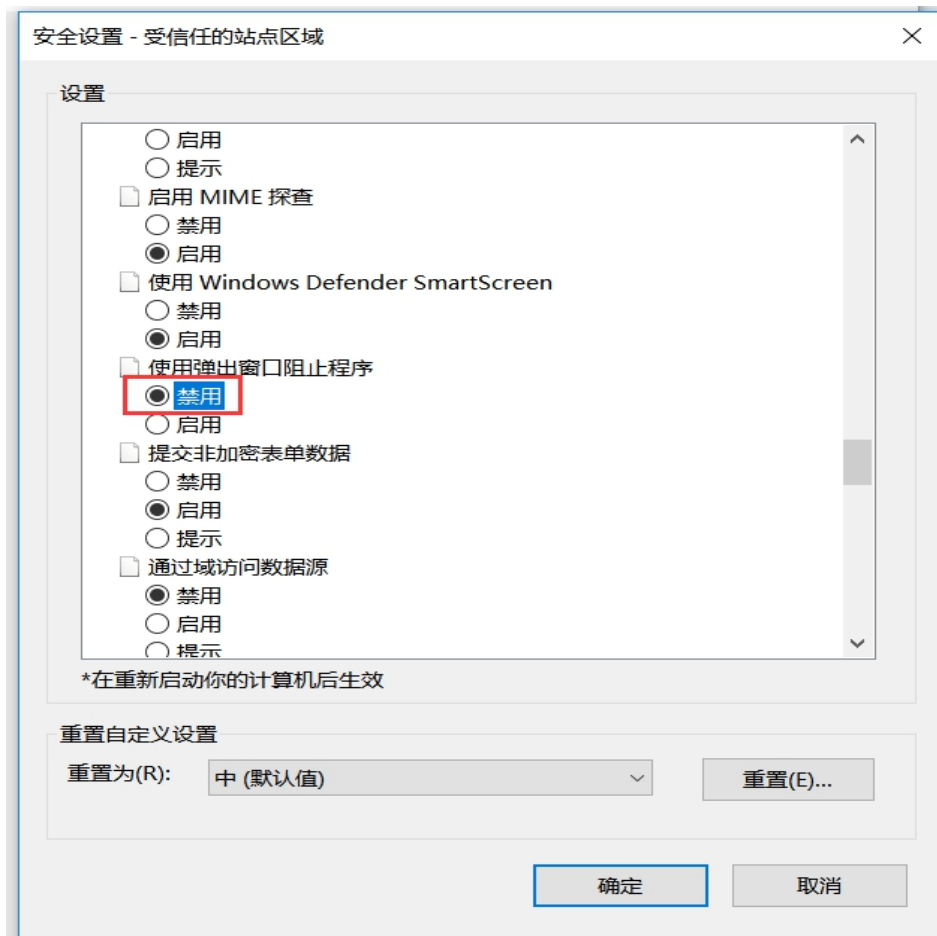 安全设置 - 受信任的站点区域
设置
启用
提示
启用 MIME 探查
禁用
启用
使用 Windows Defender SmartScreen
禁用
启用
使用弹出窗口阻止程序
禁用
启用
提交非加密表单数据
禁用
启用
提示
通过域访问数据源
禁用
启用
提示
*在重新启动你的计算机后生效
重置自定义设置
重置为(R):
中 (默认值)
重置(E)...
确定
取消